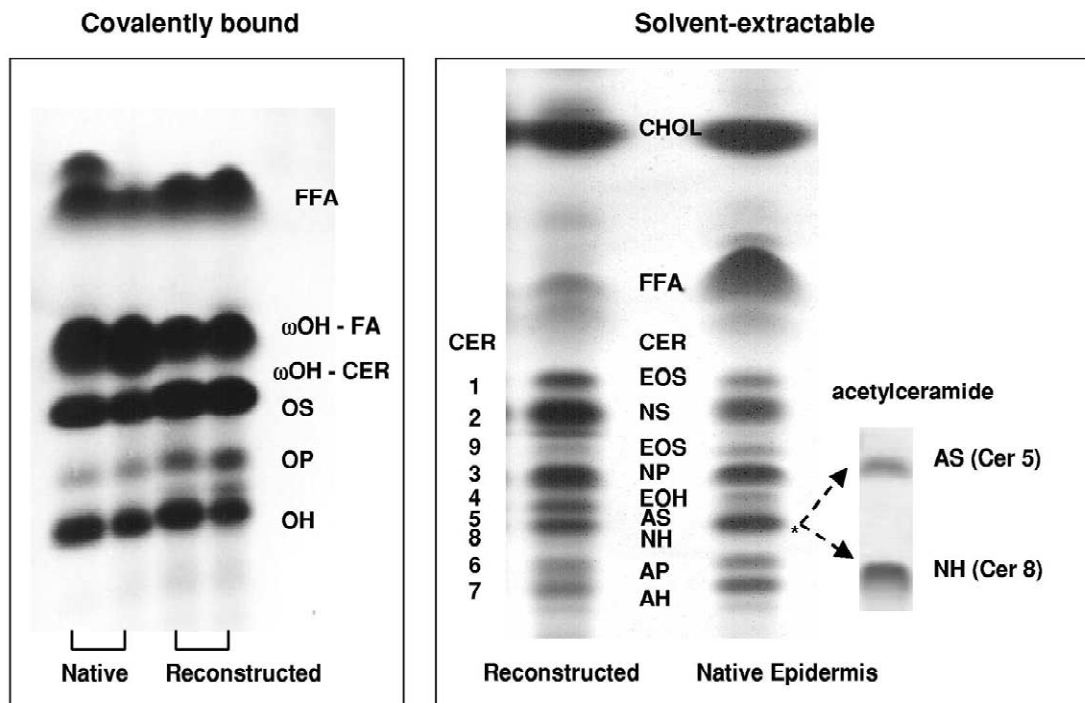 Covalently bound
FFA
ωOH - FA
ωOH - CER
OS
OP
OH
Native Reconstructed
Solvent-extractable
CHOL
FFA
CER CER
1 EOS
2 NS
9 EOS
3 NP
4 EOH
5 AS
8 NH
6 AP
7 AH
*
acetylceramide
AS (Cer 5)
NH (Cer 8)
Reconstructed Native Epidermis